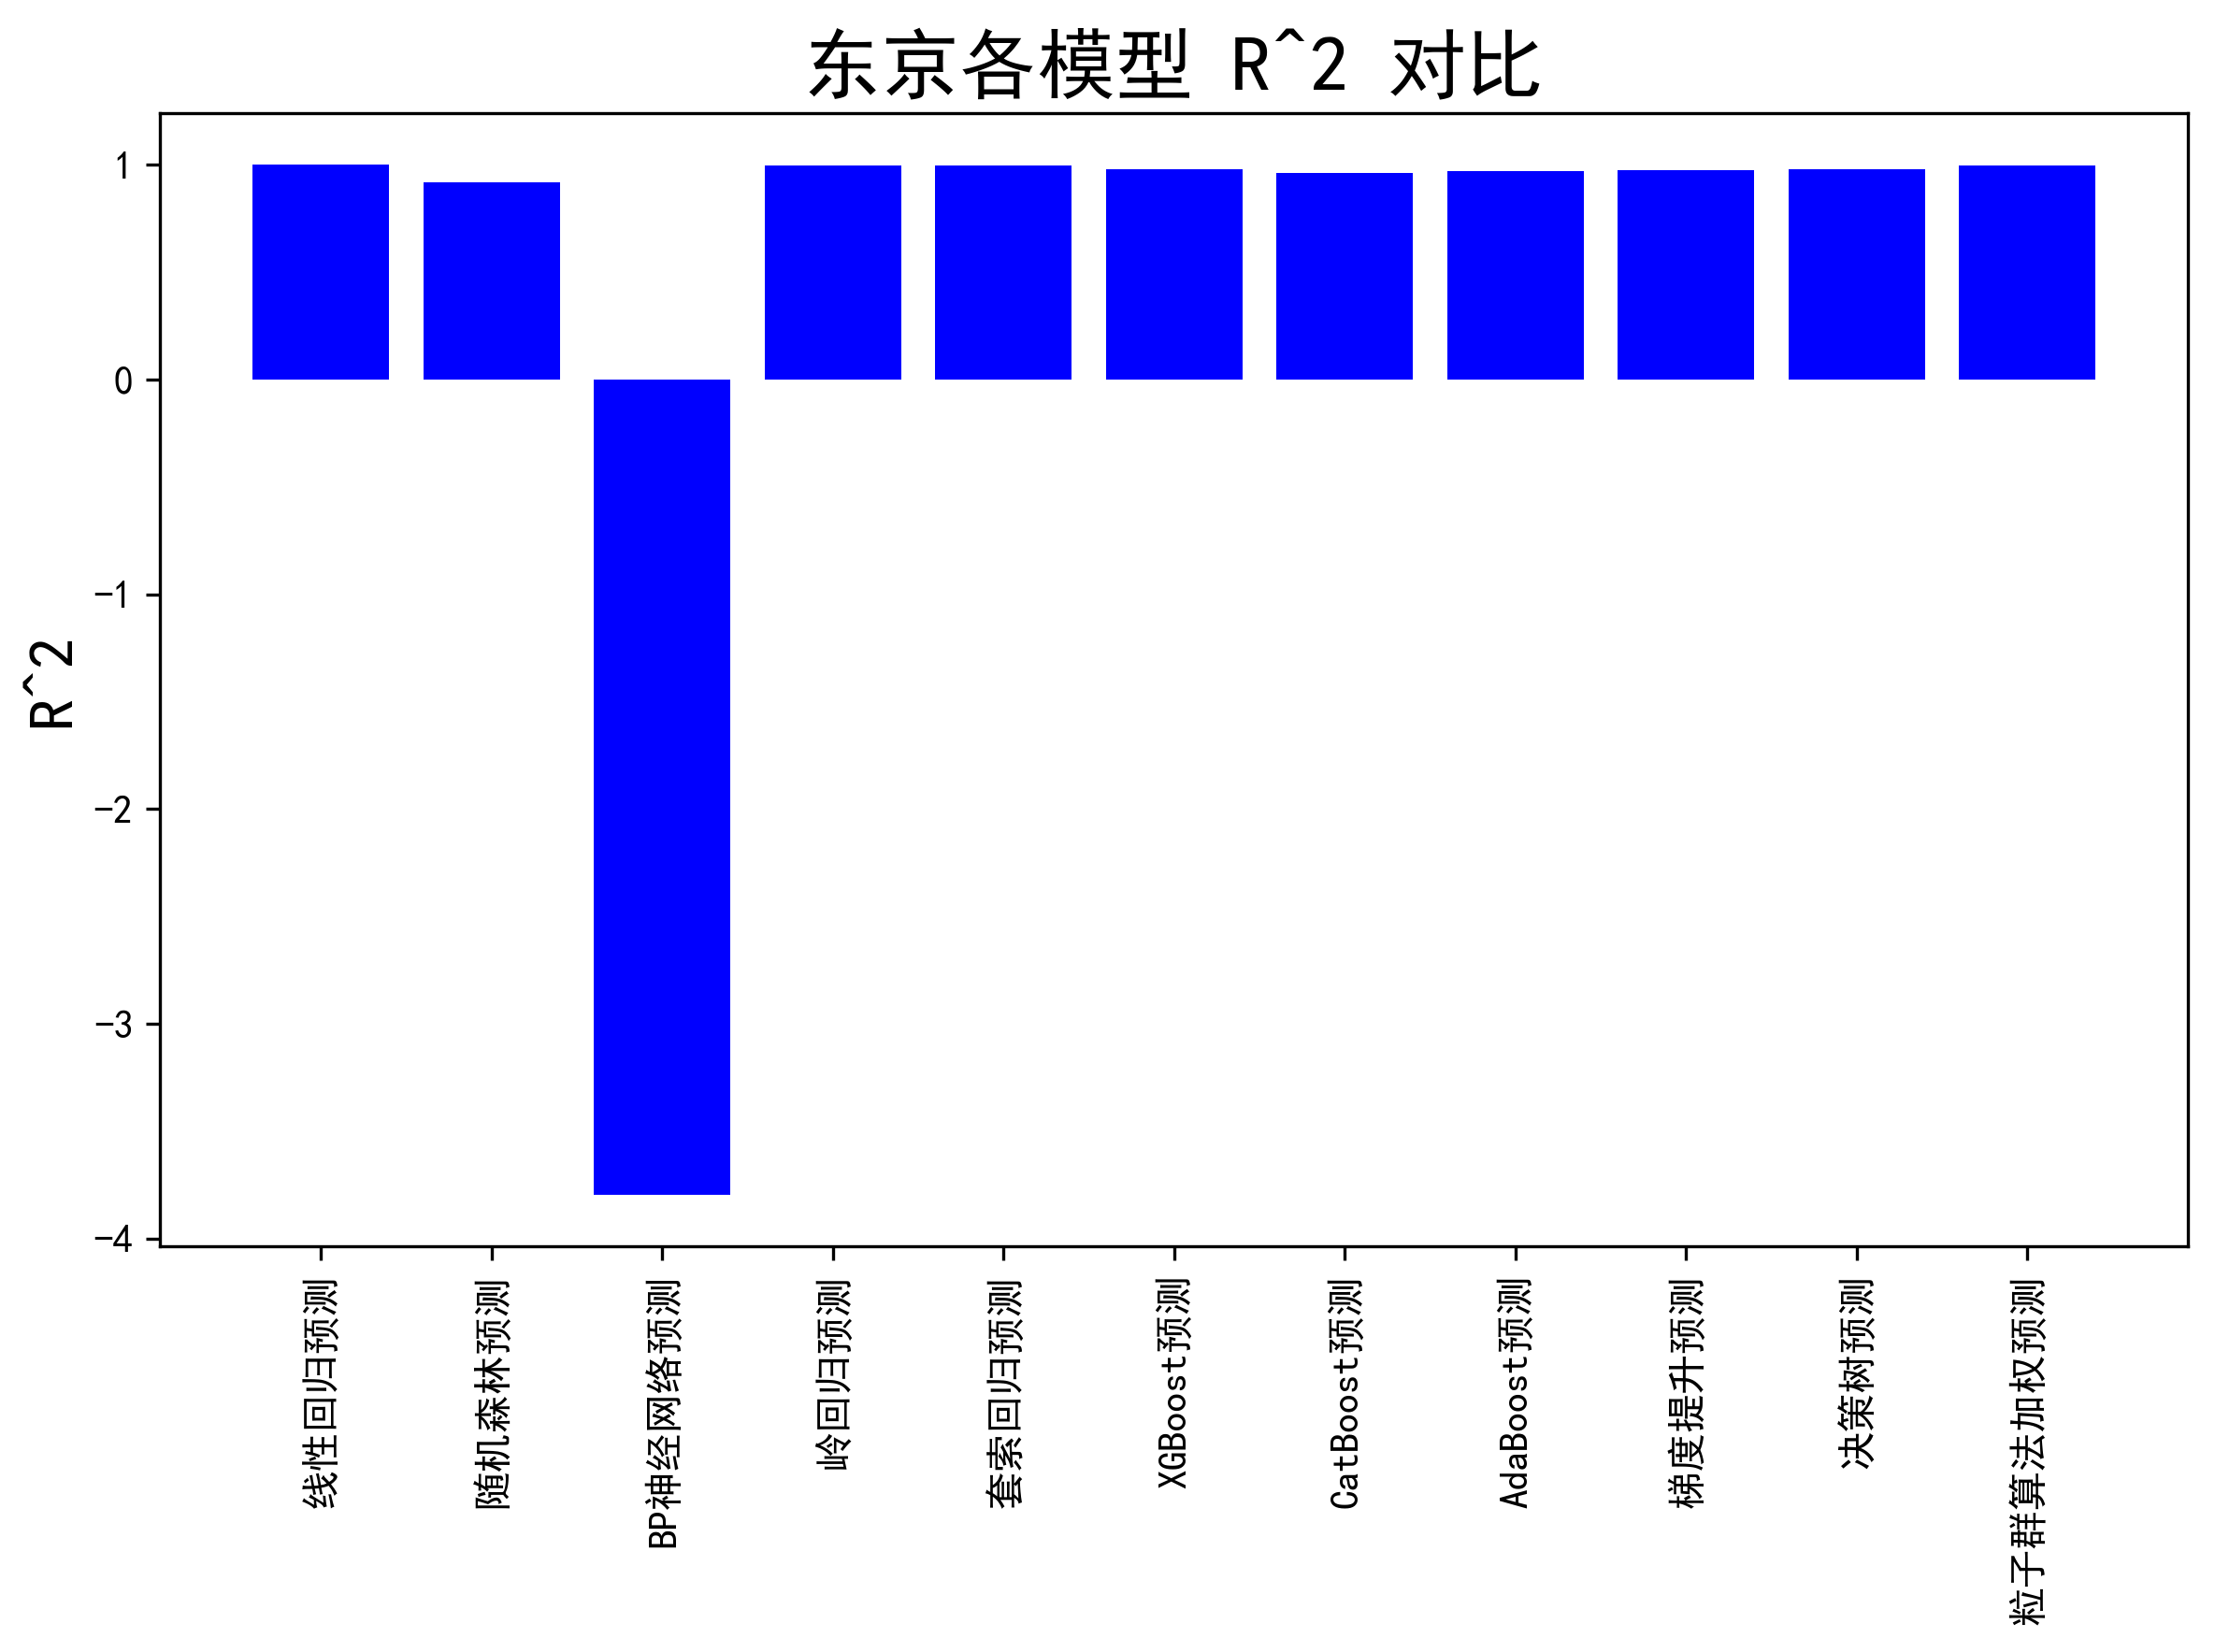 东京各模型 R^2 对比
R^2
1
0
−1
−2
−3
−4
线性回归预测
随机森林预测
BP神经网络预测
岭回归预测
套索回归预测
XGBoost预测
CatBoost预测
AdaBoost预测
梯度提升预测
决策树预测
粒子群算法加权预测